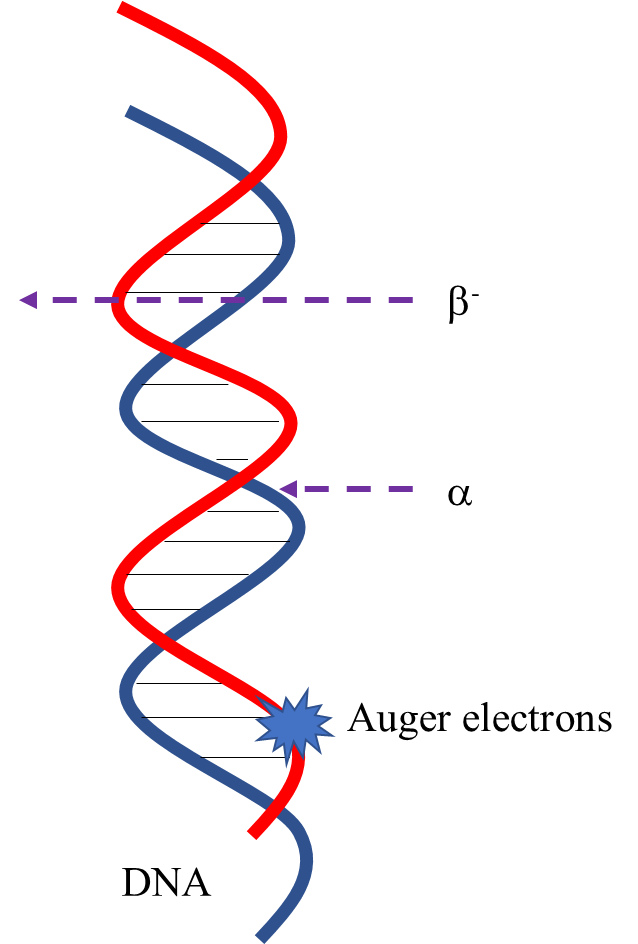 β⁻
α
Auger electrons
DNA